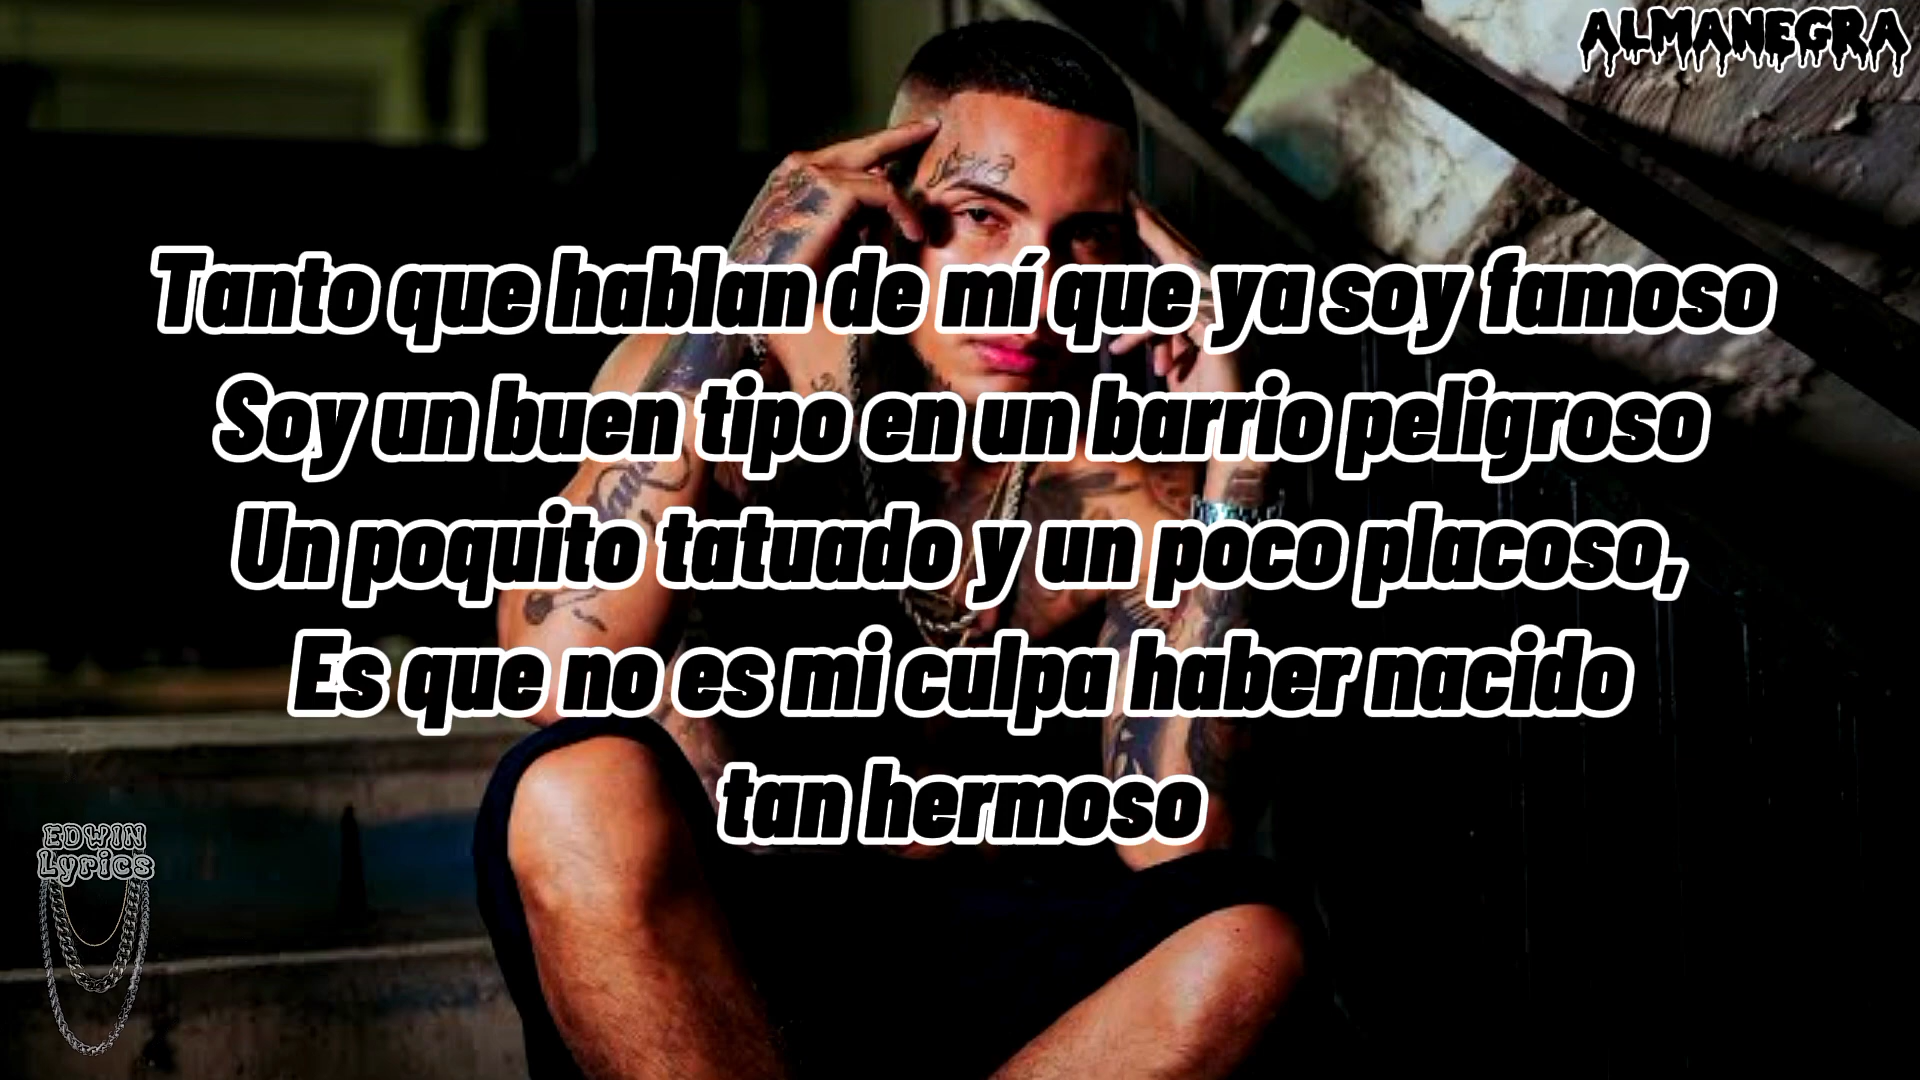 ALMANEGRA
Tanto que hablan de mí que ya soy famoso
Soy un buen tipo en un barrio peligroso
Un poquito tatuado y un poco placoso,
Es que no es mi culpa haber nacido
tan hermoso
EDWIN
Lyrics